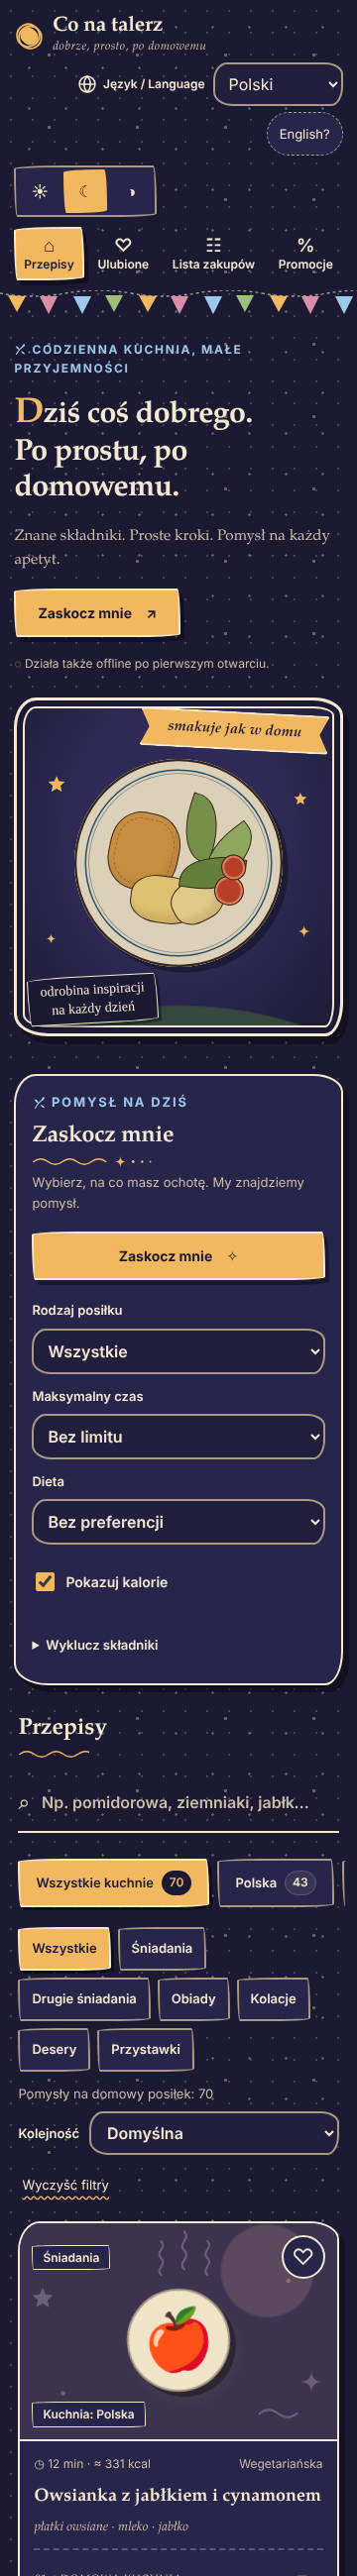 Co na talerz
dobrze, prosto, po domowemu
Język / Language
Polski
English?
Przepisy
Ulubione
Lista zakupów
Promocje
CODZIENNA KUCHNIA, MAŁE
PRZYJEMNOŚCI
Dziś coś dobrego.
Po prostu, po
domowemu.
Znane składniki. Proste kroki. Pomysł na każdy
apetyt.
Zaskocz mnie ↗
Działa także offline po pierwszym otwarciu.
smakuje jak w domu
odrobina inspiracji
na każdy dzień
POMYSŁ NA DZIŚ
Zaskocz mnie
Wybierz, na co masz ochotę. My znajdziemy
pomysł.
Zaskocz mnie
Rodzaj posiłku
Wszystkie
Maksymalny czas
Bez limitu
Dieta
Bez preferencji
Pokazuj kalorie
Wyklucz składniki
Przepisy
Np. pomidorowa, ziemniaki, jabłk...
Wszystkie kuchnie 70 Polska 43
Wszystkie Śniadania
Drugie śniadania Obiady Kolacje
Desery Przystawki
Pomysły na domowy posiłek: 70
Kolejność Domyślna
Wyczyść filtry
Śniadania
Kuchnia: Polska
12 min · ≈ 331 kcal Wegetariańska
Owsianka z jabłkiem i cynamonem
płatki owsiane · mleko · jabłko